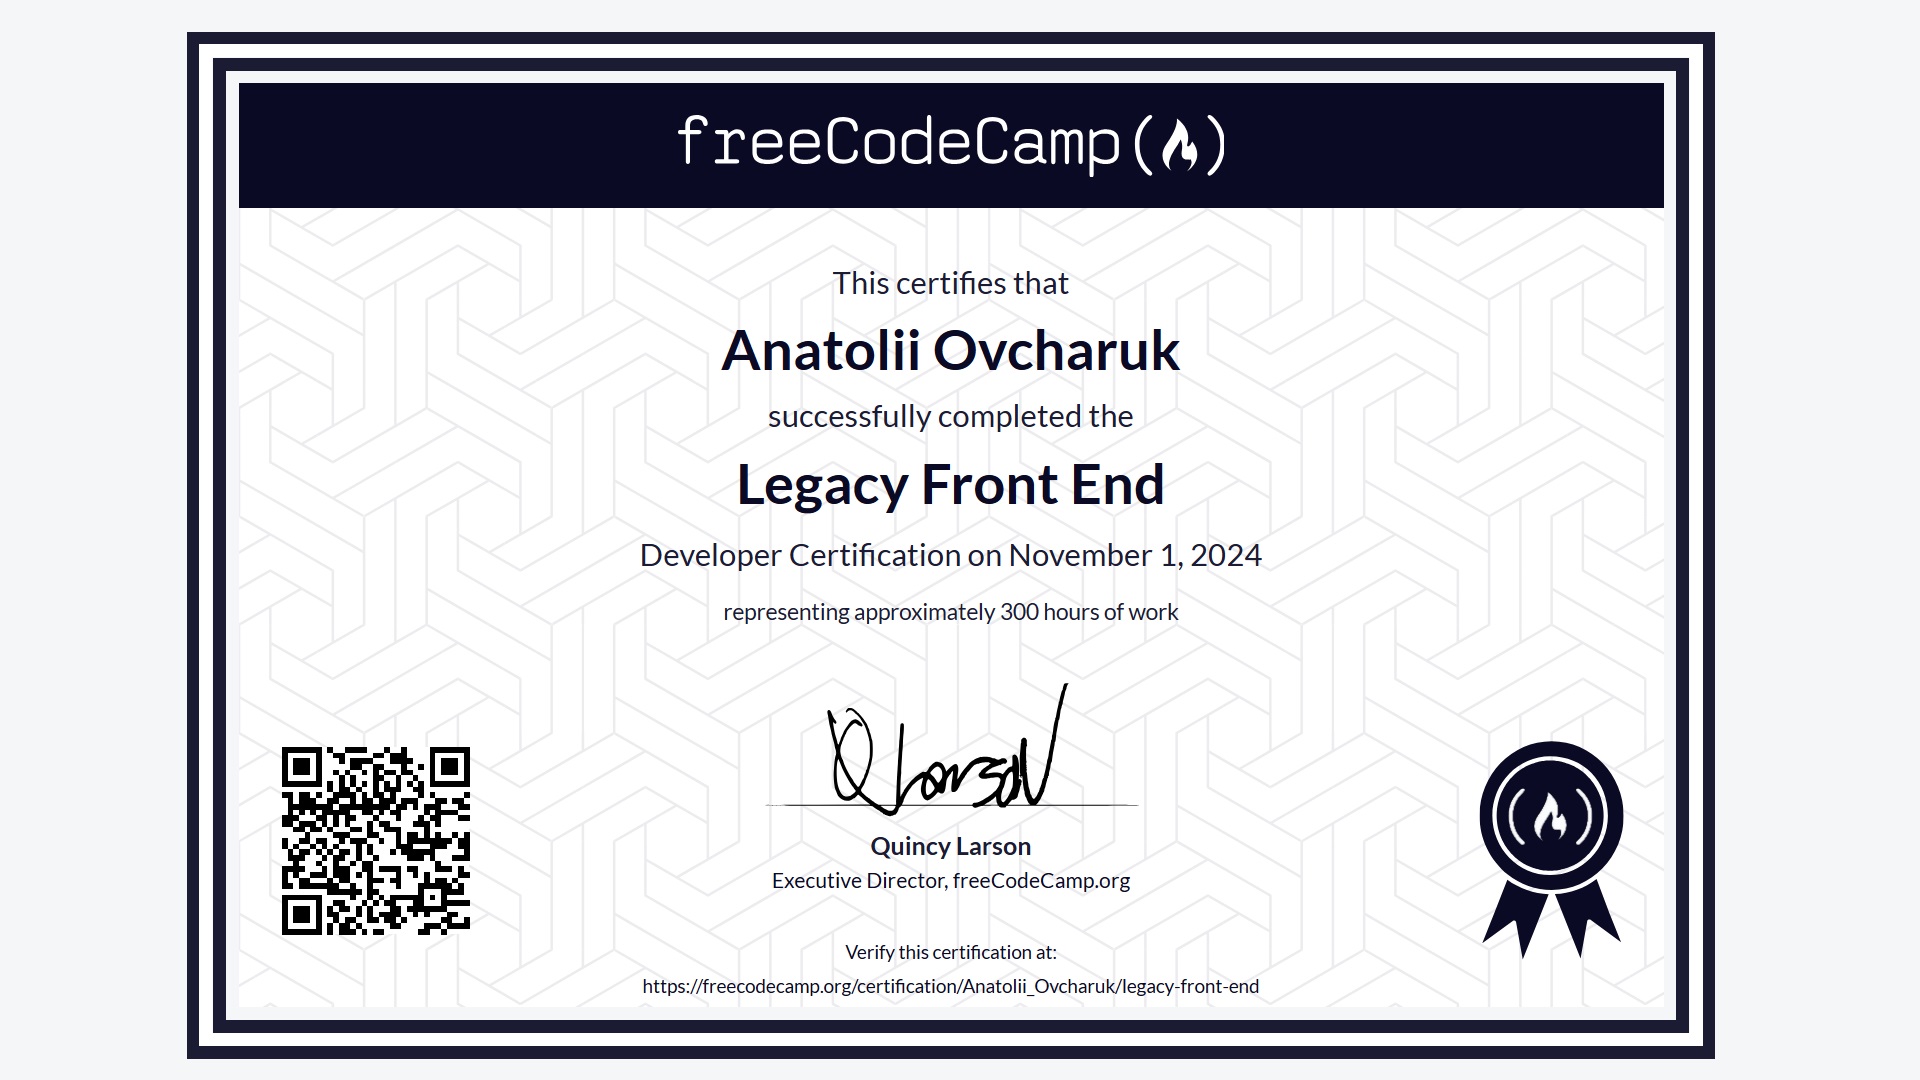 freeCodeCamp
This certifies that
Anatolii Ovcharuk
successfully completed the
Legacy Front End
Developer Certification on November 1, 2024
representing approximately 300 hours of work
Quincy Larson
Executive Director, freeCodeCamp.org
Verify this certification at:
https://freecodecamp.org/certification/Anatolii_Ovcharuk/legacy-front-end